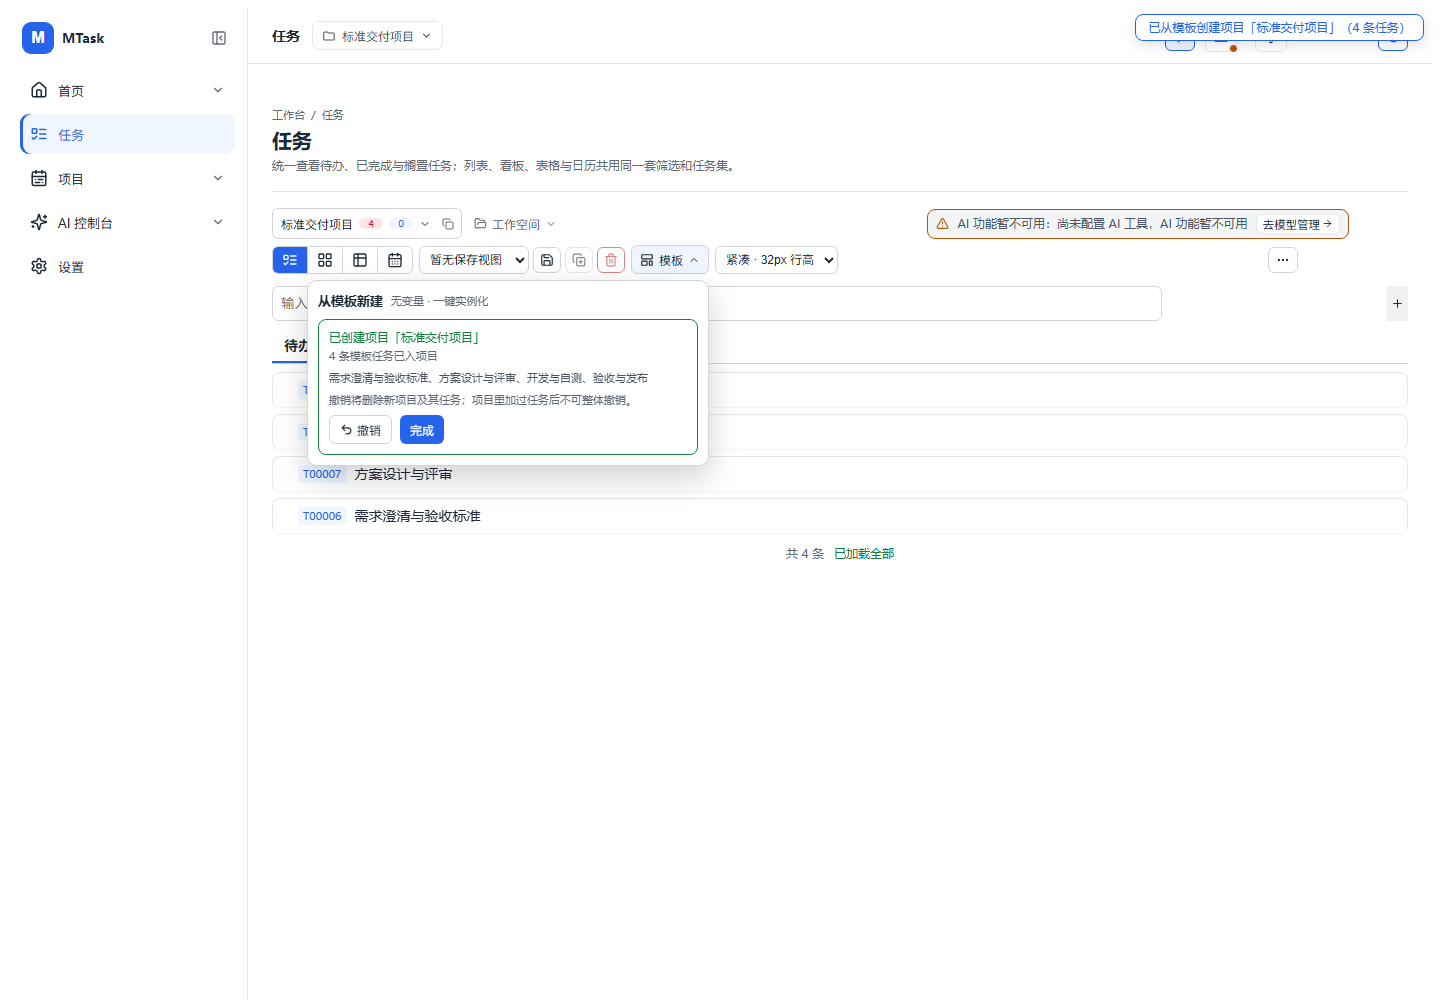 M MTask
任务 标准交付项目
已从模板创建项目「标准交付项目」（4 条任务）
首页
任务
项目
AI 控制台
设置
工作台 / 任务
任务
统一查看待办、已完成与搁置任务；列表、看板、表格与日历共用同一套筛选和任务集。
标准交付项目 4 0 工作空间
AI 功能暂不可用：尚未配置 AI 工具，AI 功能暂不可用 去模型管理
暂无保存视图 模板 紧凑 · 32px 行高
输入
从模板新建 无变量 · 一键实例化
已创建项目「标准交付项目」
4 条模板任务已入项目
需求澄清与验收标准、方案设计与评审、开发与自测、验收与发布
撤销将删除新项目及其任务；项目里加过任务后不可整体撤销。
撤销 完成
待办
T00007 方案设计与评审
T00006 需求澄清与验收标准
共 4 条 已加载全部